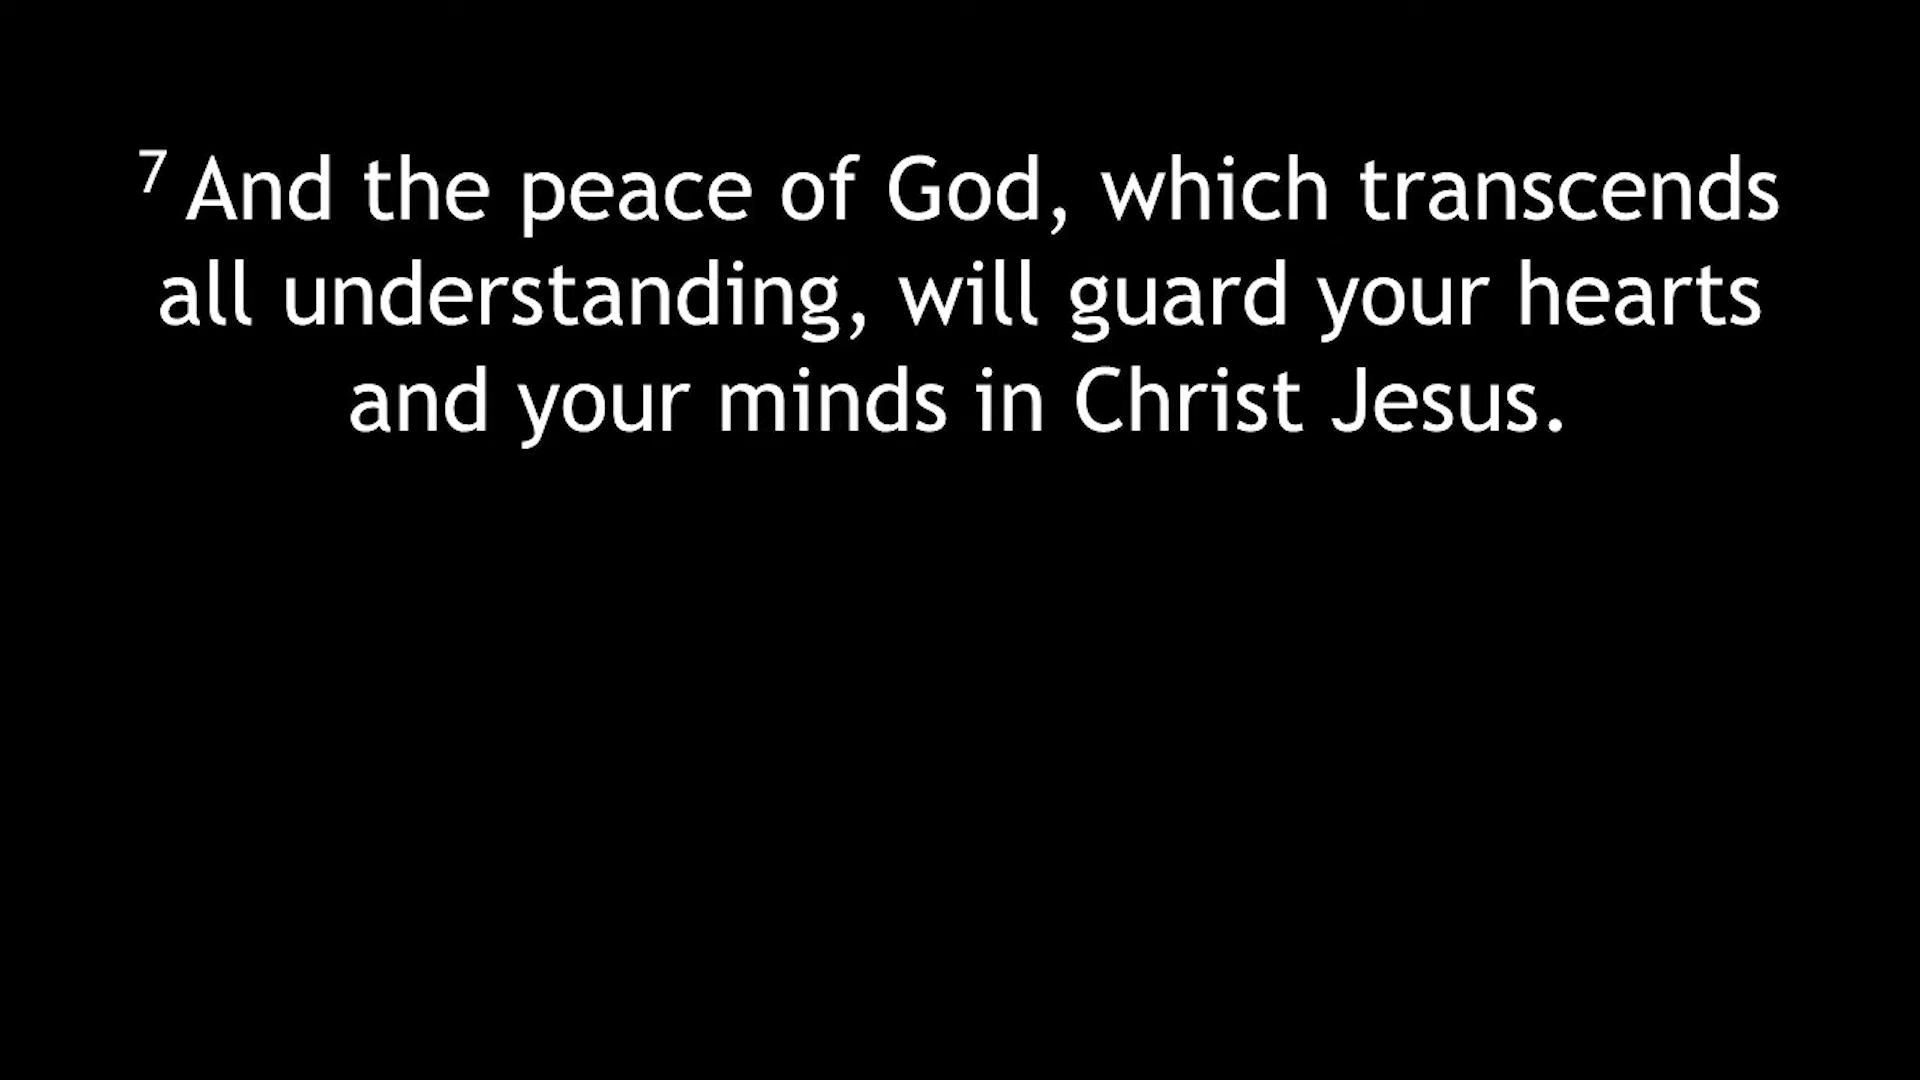 7 And the peace of God, which transcends
all understanding, will guard your hearts
and your minds in Christ Jesus.